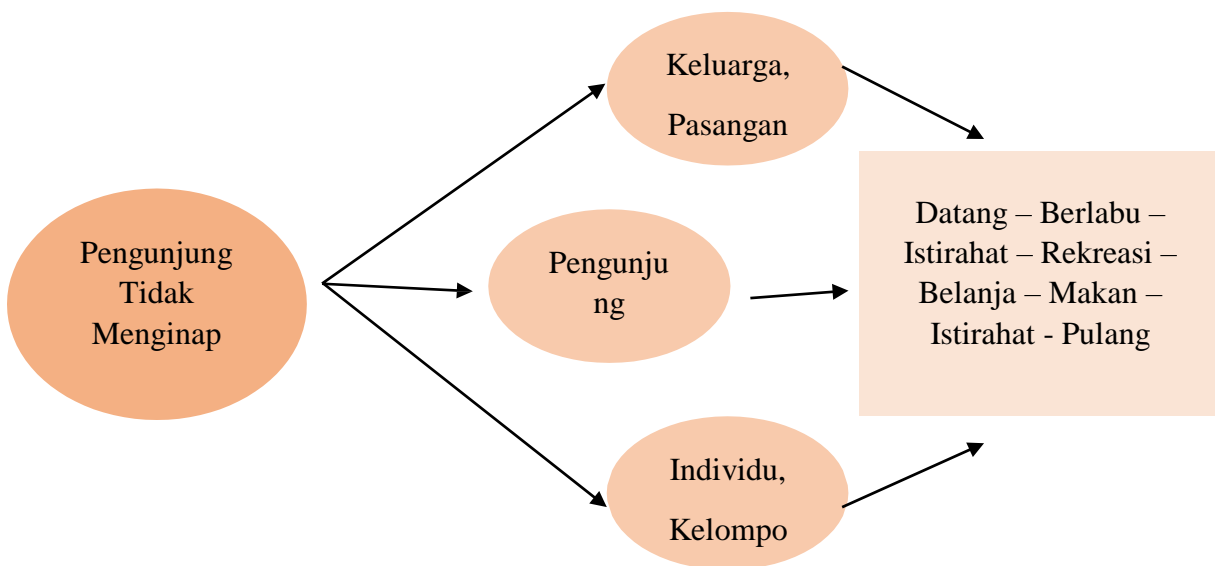 Pengunjung
Tidak
Menginap
Keluarga,
Pasangan
Pengunju
ng
Individu,
Kelompo
Datang – Berlabu –
Istirahat – Rekreasi –
Belanja – Makan –
Istirahat - Pulang